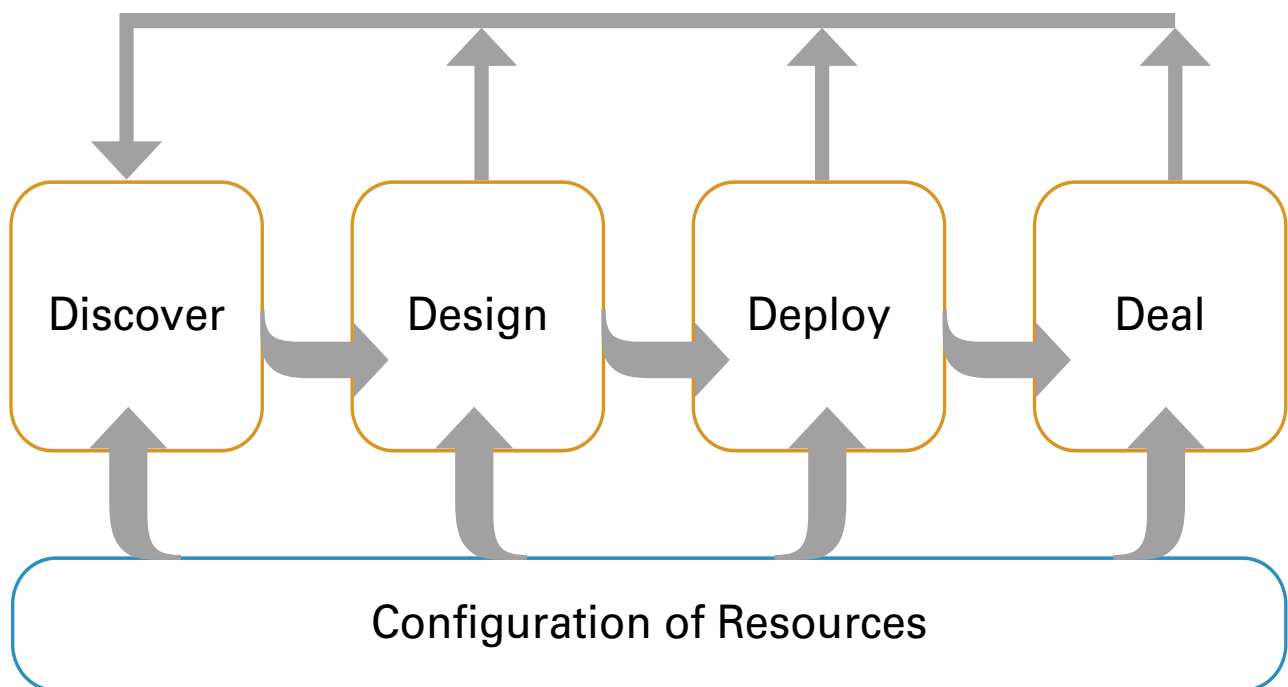 Discover
Design
Deploy
Deal
Configuration of Resources